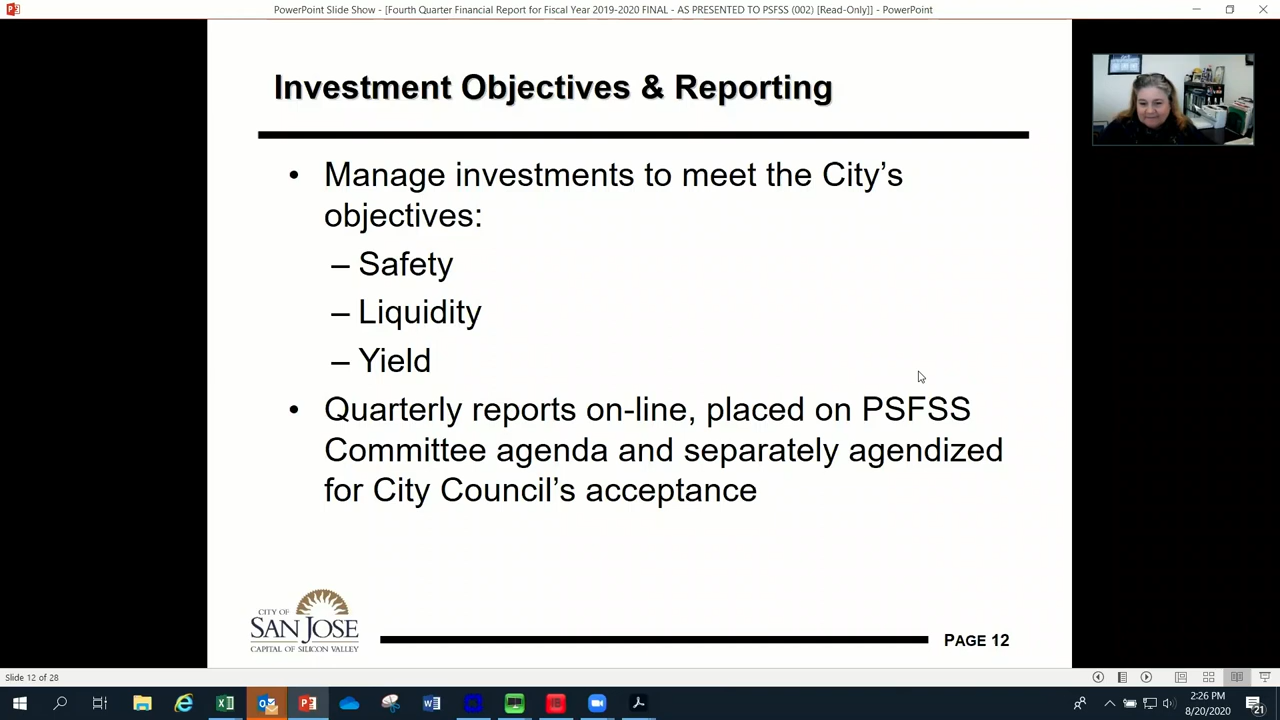 PowerPoint Slide Show - [Fourth Quarter Financial Report for Fiscal Year 2019-2020 FINAL - AS PRESENTED TO PSFSS (002) [Read-Only]] - PowerPoint
Investment Objectives & Reporting
• Manage investments to meet the City’s
objectives:
– Safety
– Liquidity
– Yield
• Quarterly reports on-line, placed on PSFSS
Committee agenda and separately agendized
for City Council’s acceptance
CITY OF
SAN JOSE
CAPITAL OF SILICON VALLEY
PAGE 12
Slide 12 of 28
2:26 PM
8/20/2020
21